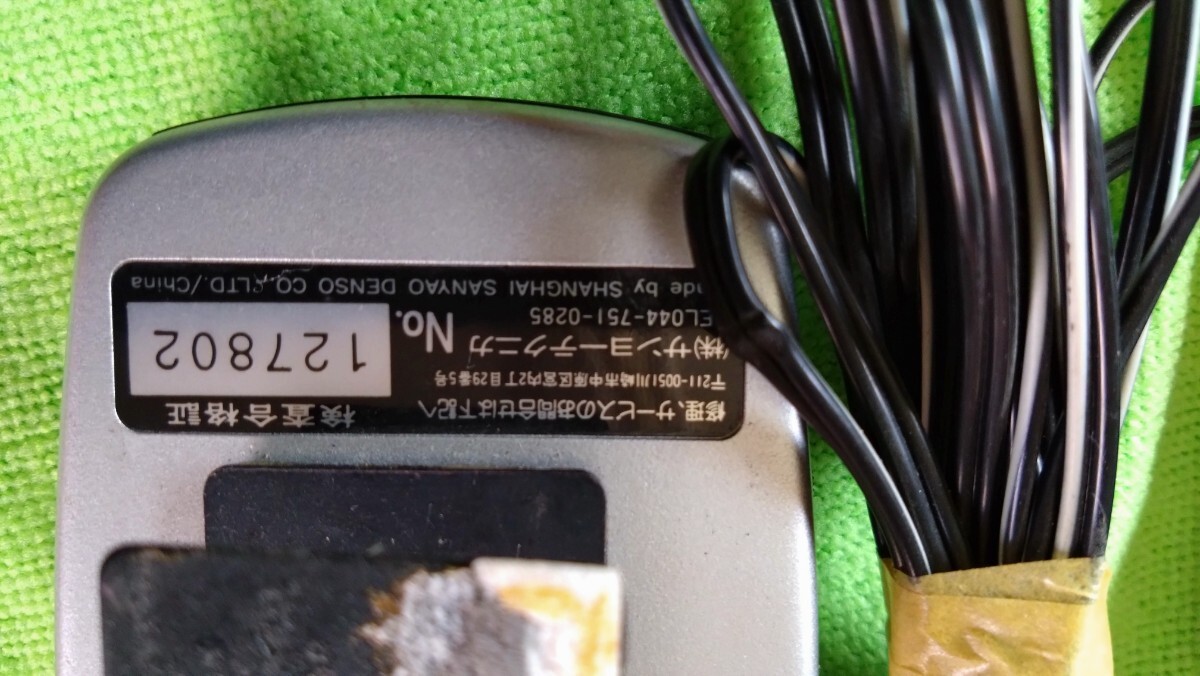 修理、サービスのお問合せは下記へ
〒211-0051川崎市中原区宮内2丁目29番5号
(株)サンヨーテクニカ
EL044-751-0285
de by SHANGHAI SANYAO DENSO CO.,LTD./China
検査合格証
No.
127802